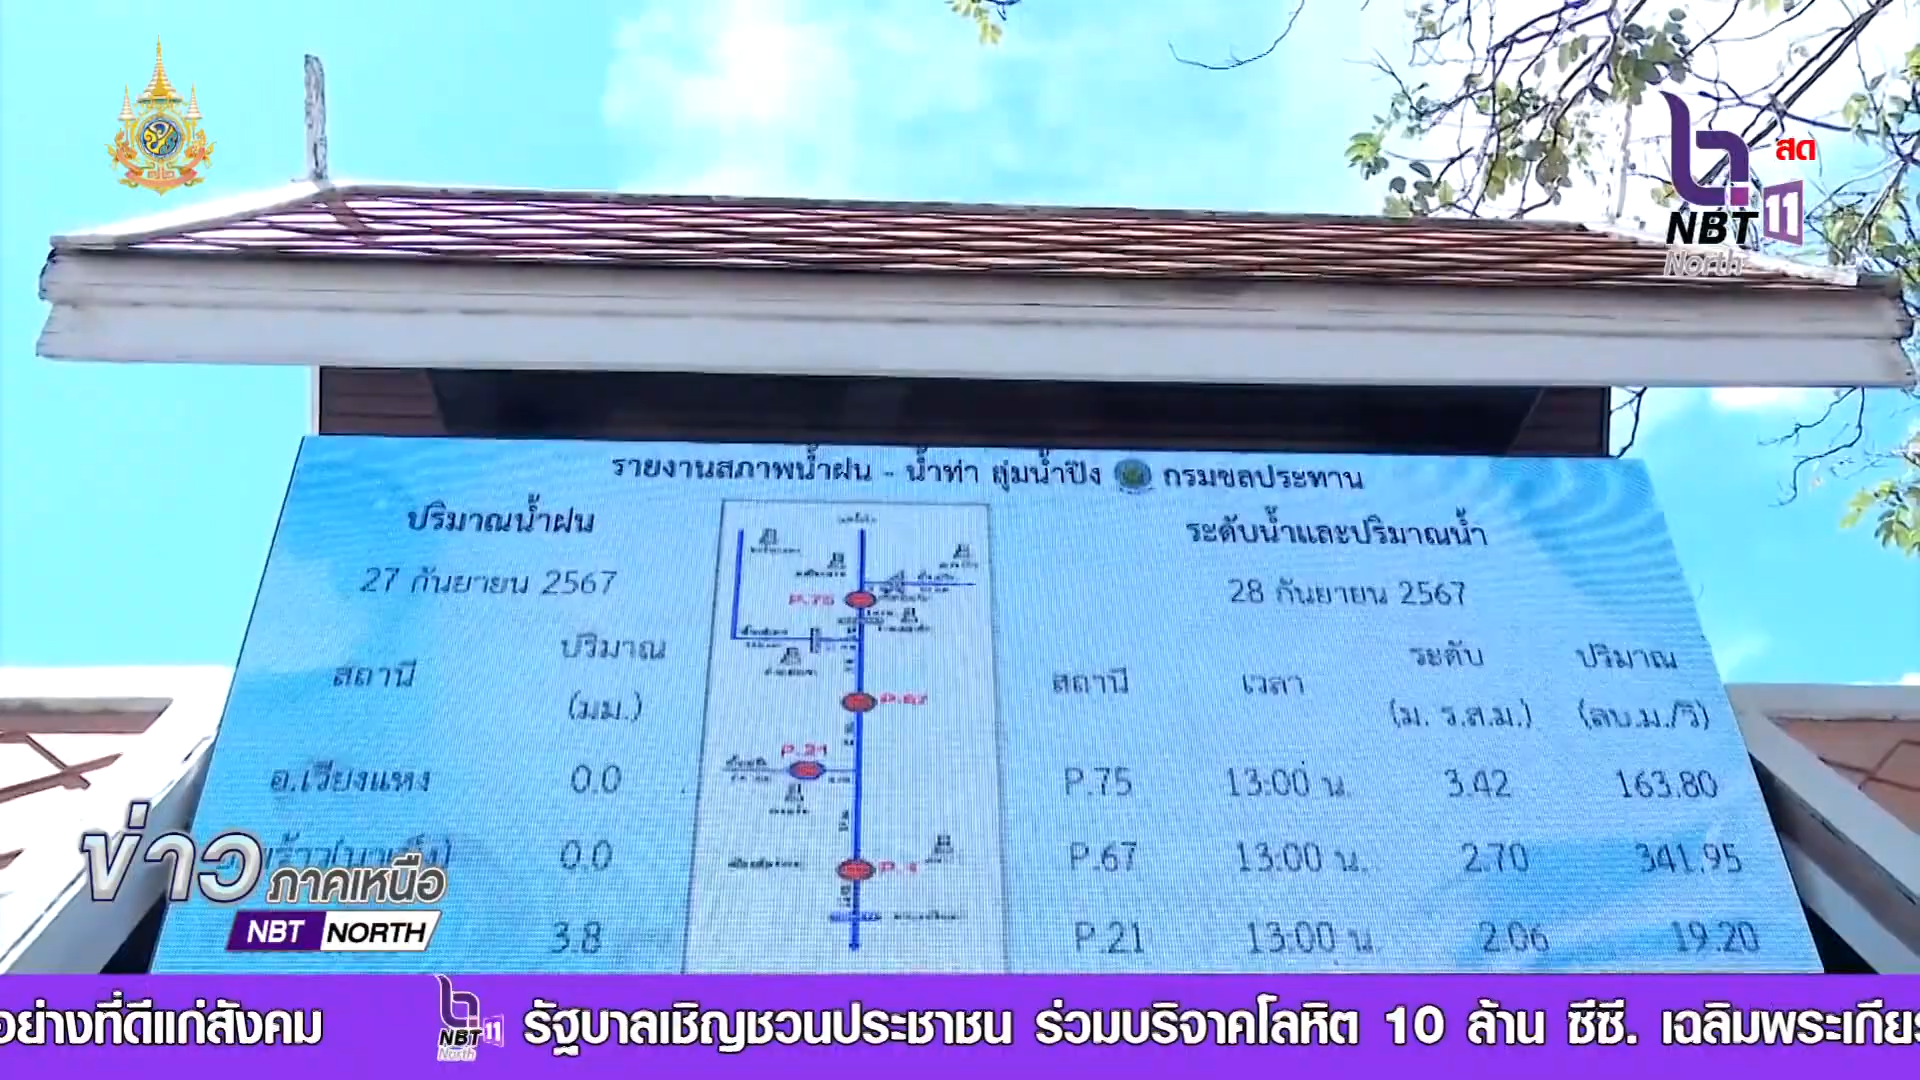 สด
NBT 11
North
รายงานสภาพน้ำฝน - น้ำท่า ลุ่มน้ำปิง กรมชลประทาน
ปริมาณน้ำฝน
27 กันยายน 2567
สถานี ปริมาณ
(มม.)
อ.เวียงแหง 0.0
0.0
3.8
P.75
P.67
P.21
P.1
ระดับน้ำและปริมาณน้ำ
28 กันยายน 2567
สถานี เวลา ระดับ ปริมาณ
(ม. ร.ส.ม.) (ลบ.ม./วิ)
P.75 13:00 น. 3.42 163.80
P.67 13:00 น. 2.70 341.95
P.21 13:00 น. 2.06 19.20
ข่าว ภาคเหนือ
NBT NORTH
อย่างที่ดีแก่สังคม NBT 11 North รัฐบาลเชิญชวนประชาชน ร่วมบริจาคโลหิต 10 ล้าน ซีซี. เฉลิมพระเกียร